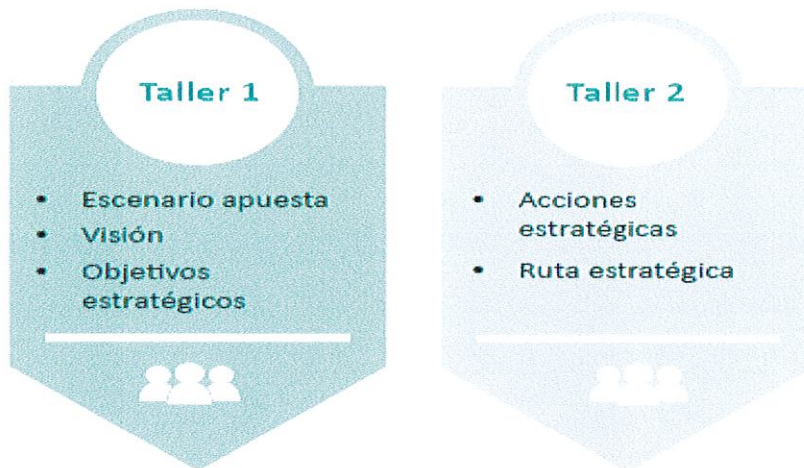 Taller 1
• Escenario apuesta
• Visión
• Objetivos
estratégicos
Taller 2
• Acciones
estratégicas
• Ruta estratégica